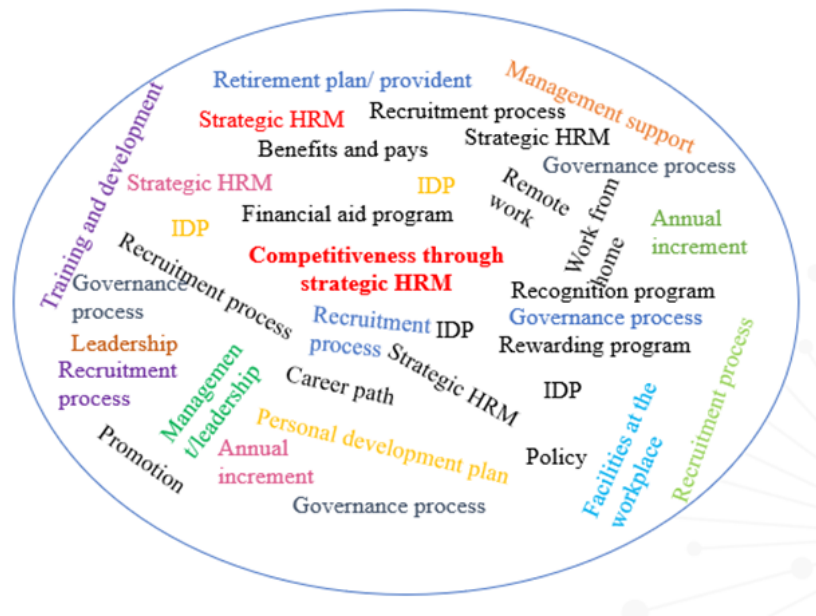 Retirement plan/ provident
Management support
Training and development
Strategic HRM
Recruitment process
Strategic HRM
Benefits and pays
Governance process
Strategic HRM
IDP
Remote
work
Work from
home
Annual
increment
IDP
Financial aid program
Recruitment process
Competitiveness through
strategic HRM
Governance
process
Recognition program
Recruitment
process
IDP
Governance process
Leadership
Rewarding program
Recruitment
process
Managemen
t/leadership
Career path
Strategic HRM
IDP
Facilities at the
workplace
Recruitment process
Promotion
Annual
increment
Personal development plan
Policy
Governance process